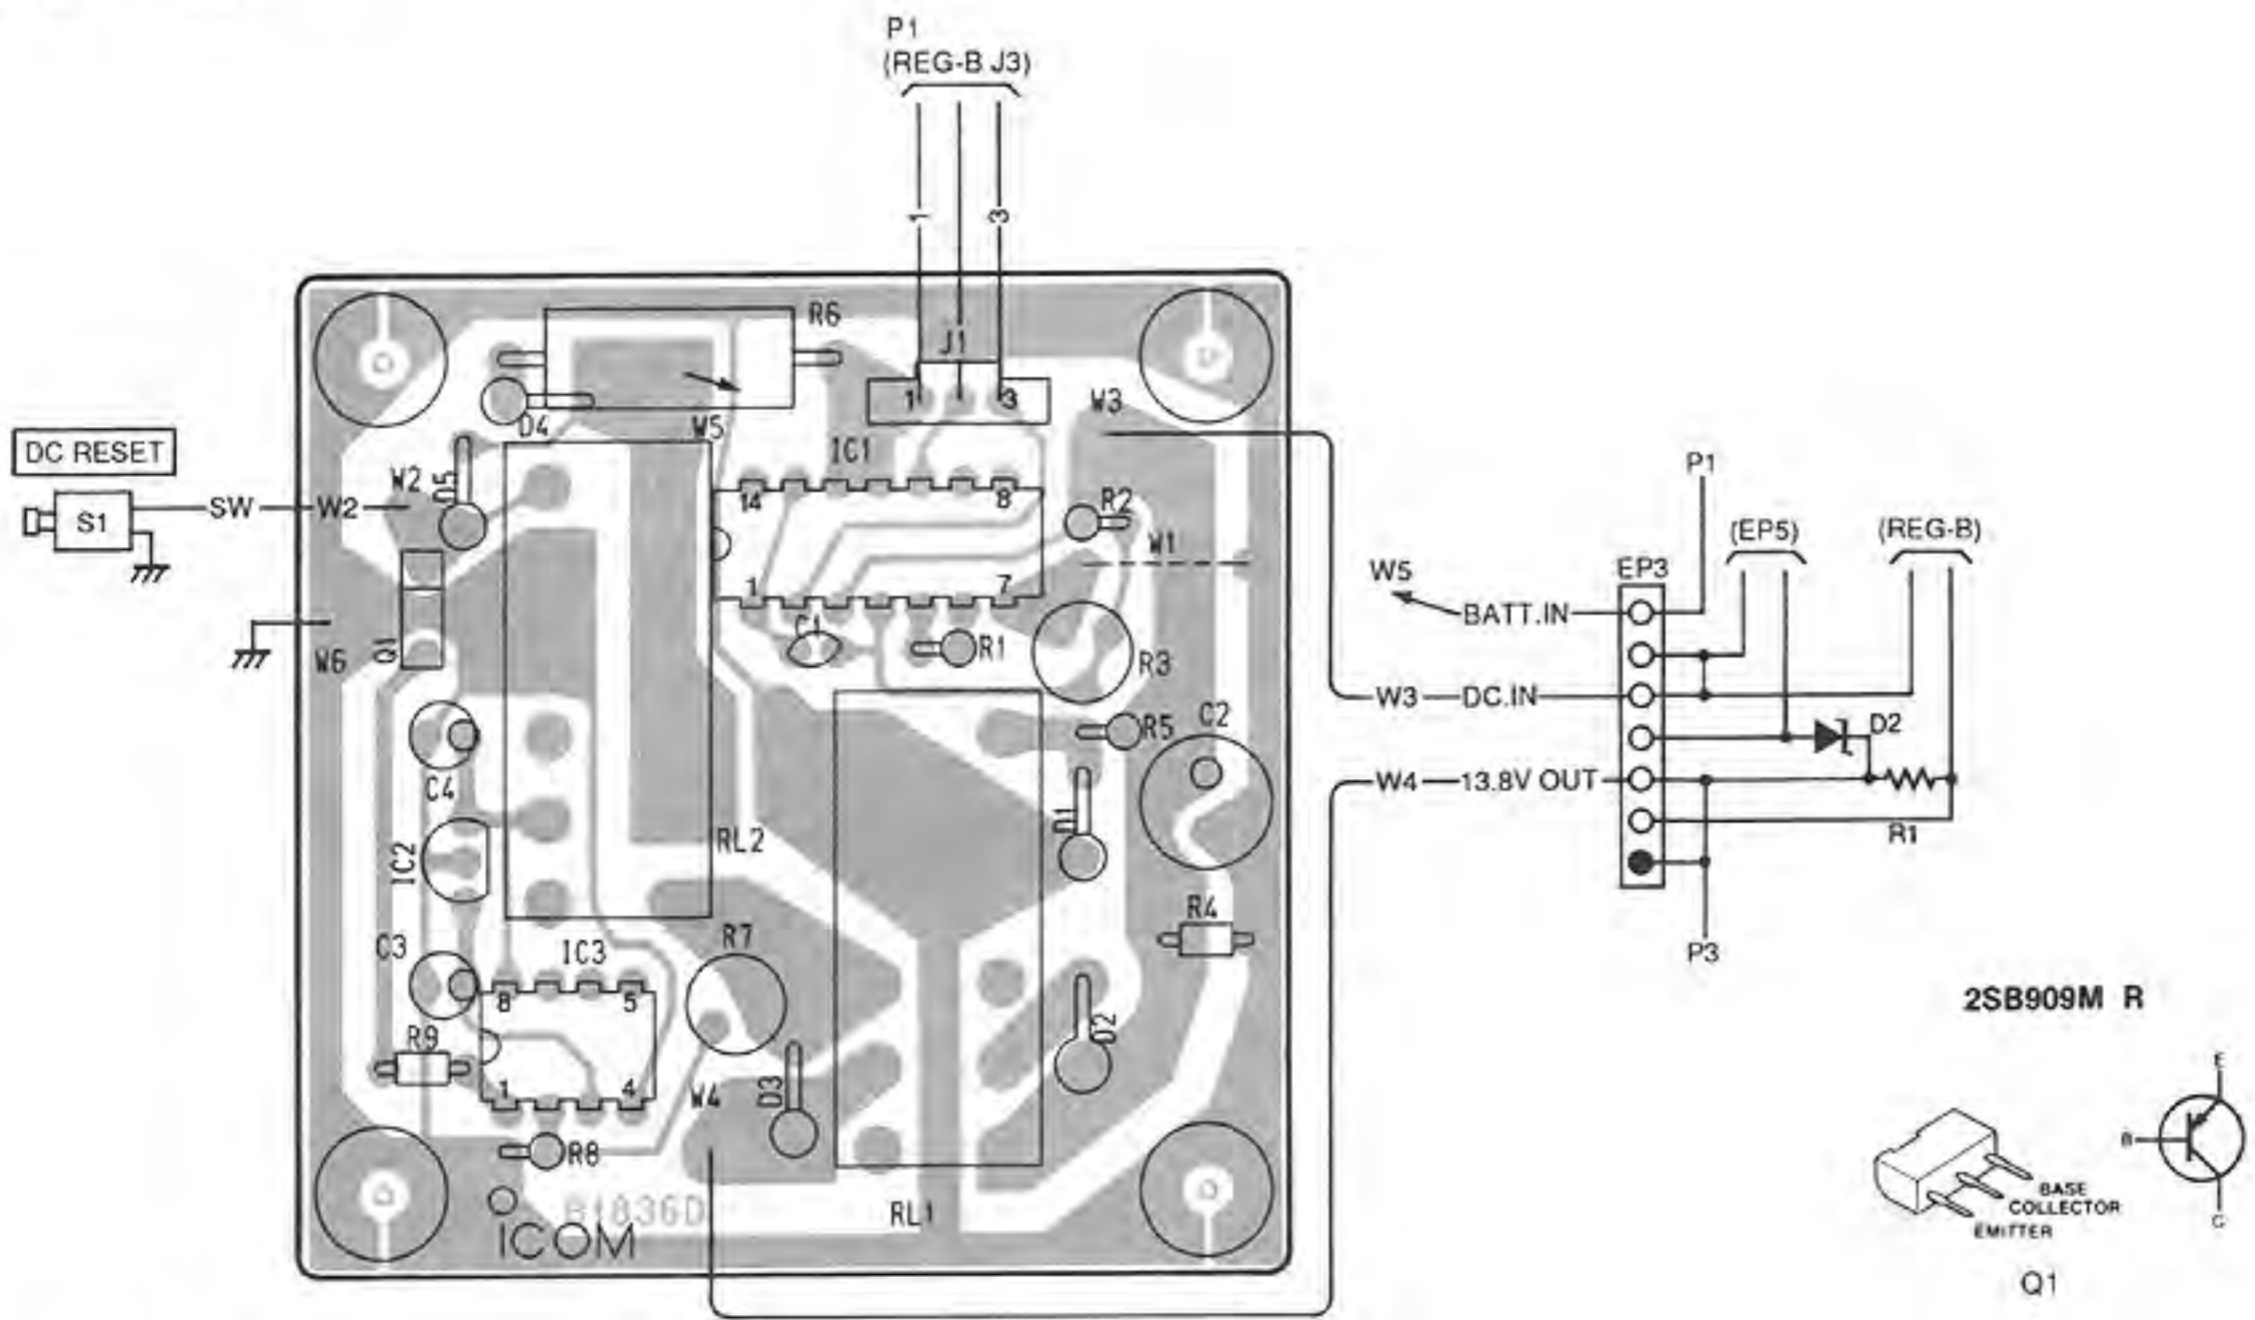 P1
(REG-B J3)
1
3
R6
J1
1
3
W3
D4
W5
DC RESET
IC1
W2
D5
14
8
R2
S1
SW
W2
W1
P1
(EP5)
(REG-B)
W5
EP3
BATT.IN
1
7
C1
R1
W6
Q1
R3
W3
DC.IN
C2
R5
D2
C4
W4
13.8V OUT
D1
RL2
IC2
R1
R4
C3
IC3
R7
P3
8
5
2SB909M R
R9
D2
1
4
W4
D3
E
B
R8
BASE
COLLECTOR
EMITTER
C
B1836D
RL1
ICOM
Q1